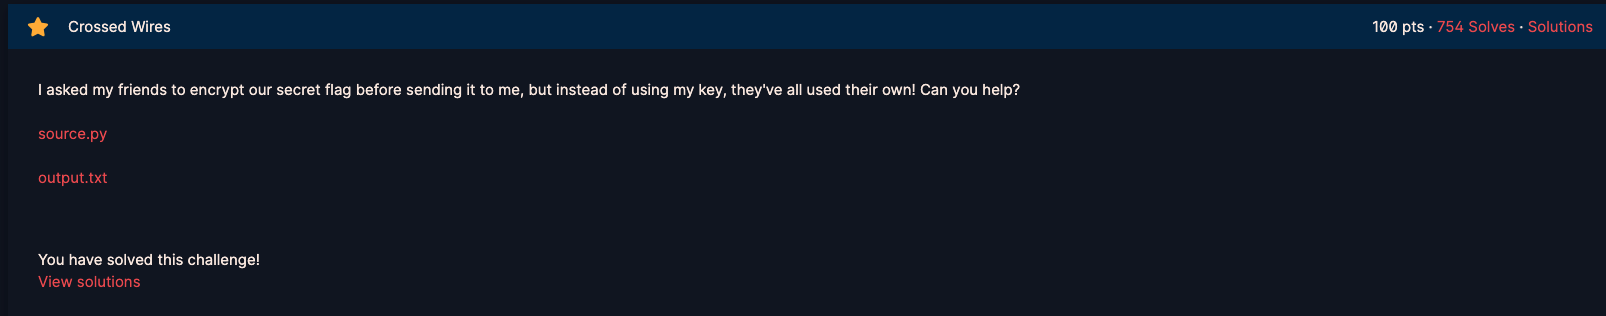 Crossed Wires
100 pts · 754 Solves · Solutions
I asked my friends to encrypt our secret flag before sending it to me, but instead of using my key, they've all used their own! Can you help?
source.py
output.txt
You have solved this challenge!
View solutions